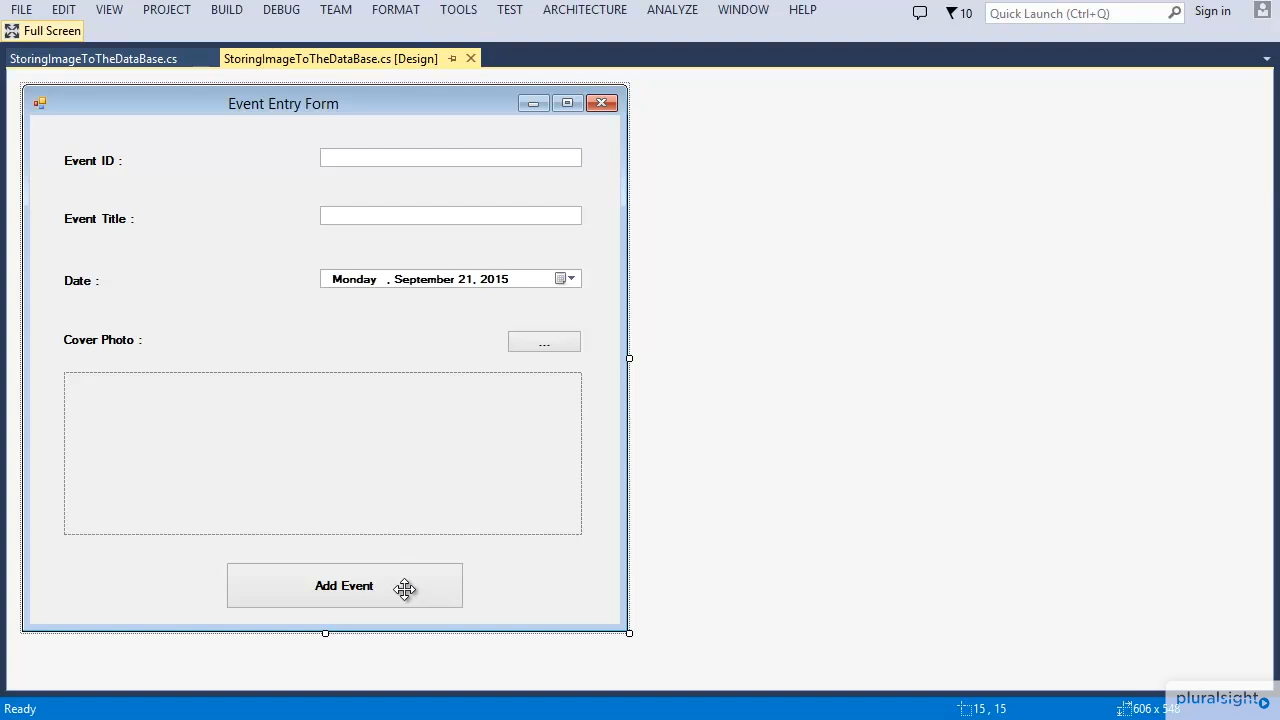 FILE EDIT VIEW PROJECT BUILD DEBUG TEAM FORMAT TOOLS TEST ARCHITECTURE ANALYZE WINDOW HELP 10 Quick Launch (Ctrl+Q) Sign in
Full Screen
StoringImageToTheDataBase.cs StoringImageToTheDataBase.cs [Design]
Event Entry Form
Event ID :
Event Title :
Date : Monday , September 21, 2015
Cover Photo : ...
Add Event
pluralsight
Ready 15 , 15 606 x 548